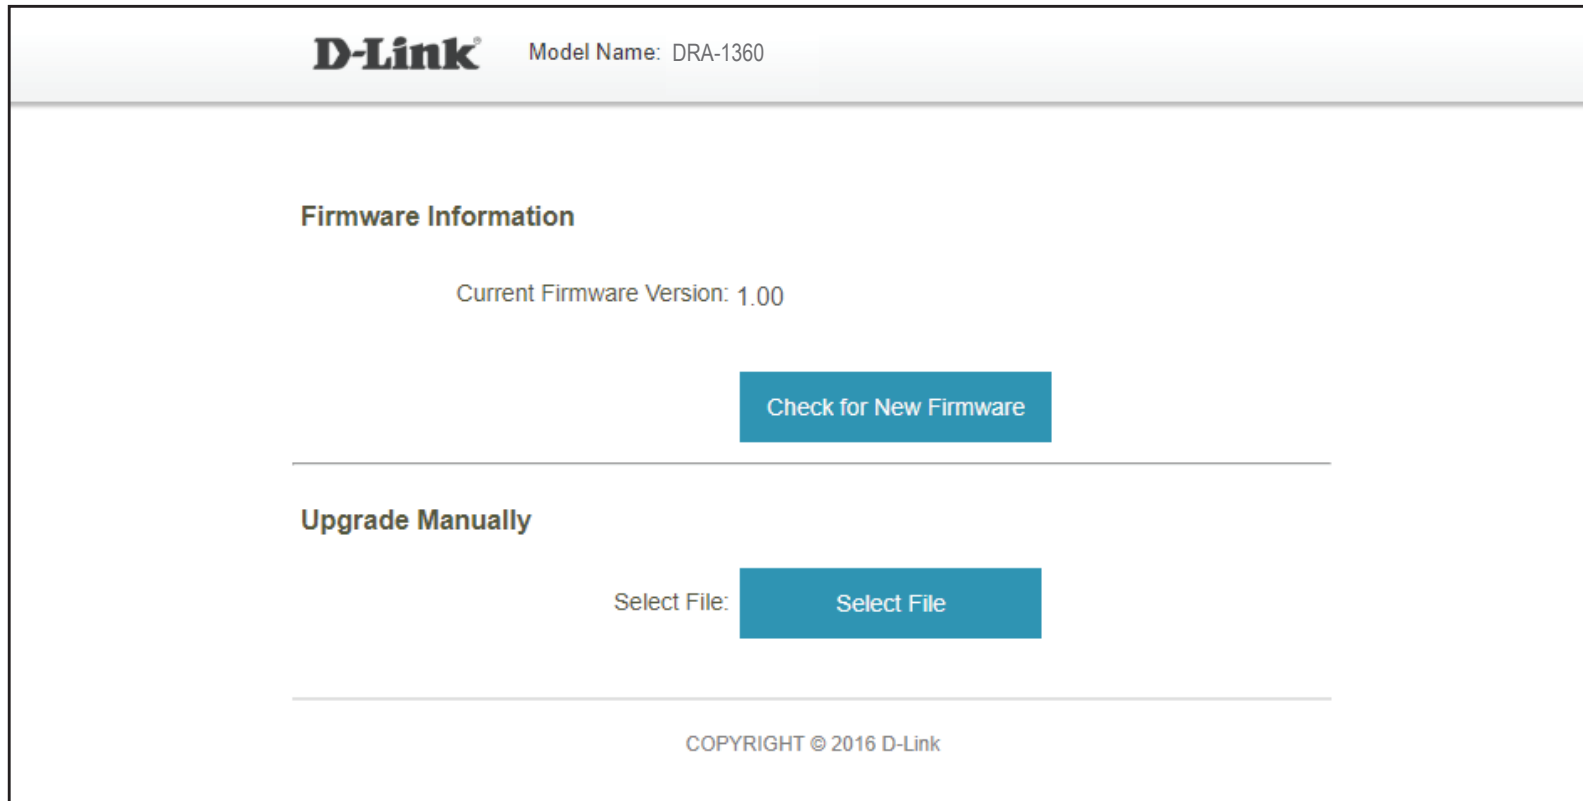 D-Link® Model Name: DRA-1360
Firmware Information
Current Firmware Version: 1.00
Check for New Firmware
Upgrade Manually
Select File: Select File
COPYRIGHT © 2016 D-Link